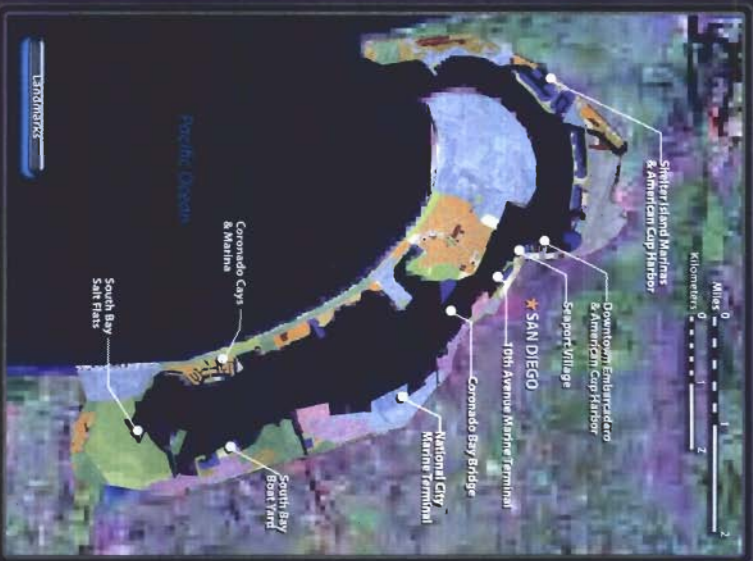 Miles 0 1 2
Kilometers 0 1 2
Shelter Island Marinas
& American Cup Harbor
Downtown Embarcadero
& American Cup Harbor
Seaport Village
SAN DIEGO
10th Avenue Marine Terminal
Coronado Bay Bridge
National City
Marine Terminal
Pacific Ocean
Coronado Cays
& Marina
South Bay
Boat Yard
South Bay
Salt Flats
Landmarks